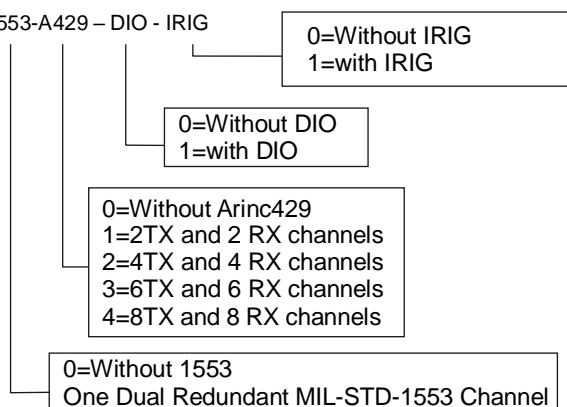 553-A429 – DIO - IRIG
0=Without IRIG
1=with IRIG
0=Without DIO
1=with DIO
0=Without Arinc429
1=2TX and 2 RX channels
2=4TX and 4 RX channels
3=6TX and 6 RX channels
4=8TX and 8 RX channels
0=Without 1553
One Dual Redundant MIL-STD-1553 Channel